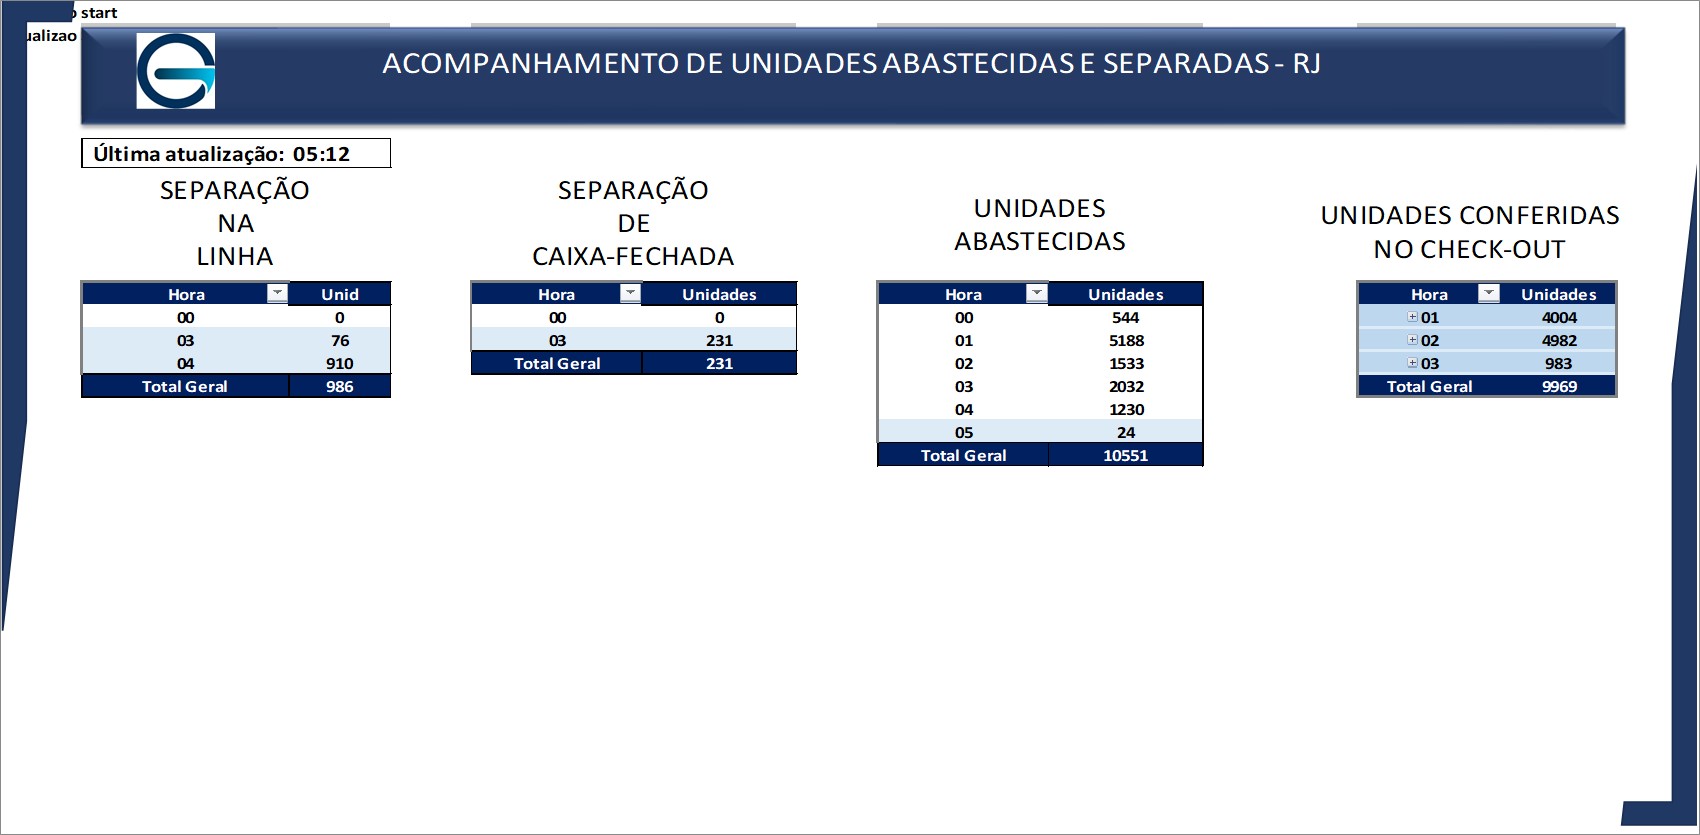 start
ualizao
ACOMPANHAMENTO DE UNIDADES ABASTECIDAS E SEPARADAS - RJ
Última atualização: 05:12
SEPARAÇÃO
NA
LINHA
Hora Unid
00 0
03 76
04 910
Total Geral 986
SEPARAÇÃO
DE
CAIXA-FECHADA
Hora Unidades
00 0
03 231
Total Geral 231
UNIDADES
ABASTECIDAS
Hora Unidades
00 544
01 5188
02 1533
03 2032
04 1230
05 24
Total Geral 10551
UNIDADES CONFERIDAS
NO CHECK-OUT
Hora Unidades
01 4004
02 4982
03 983
Total Geral 9969